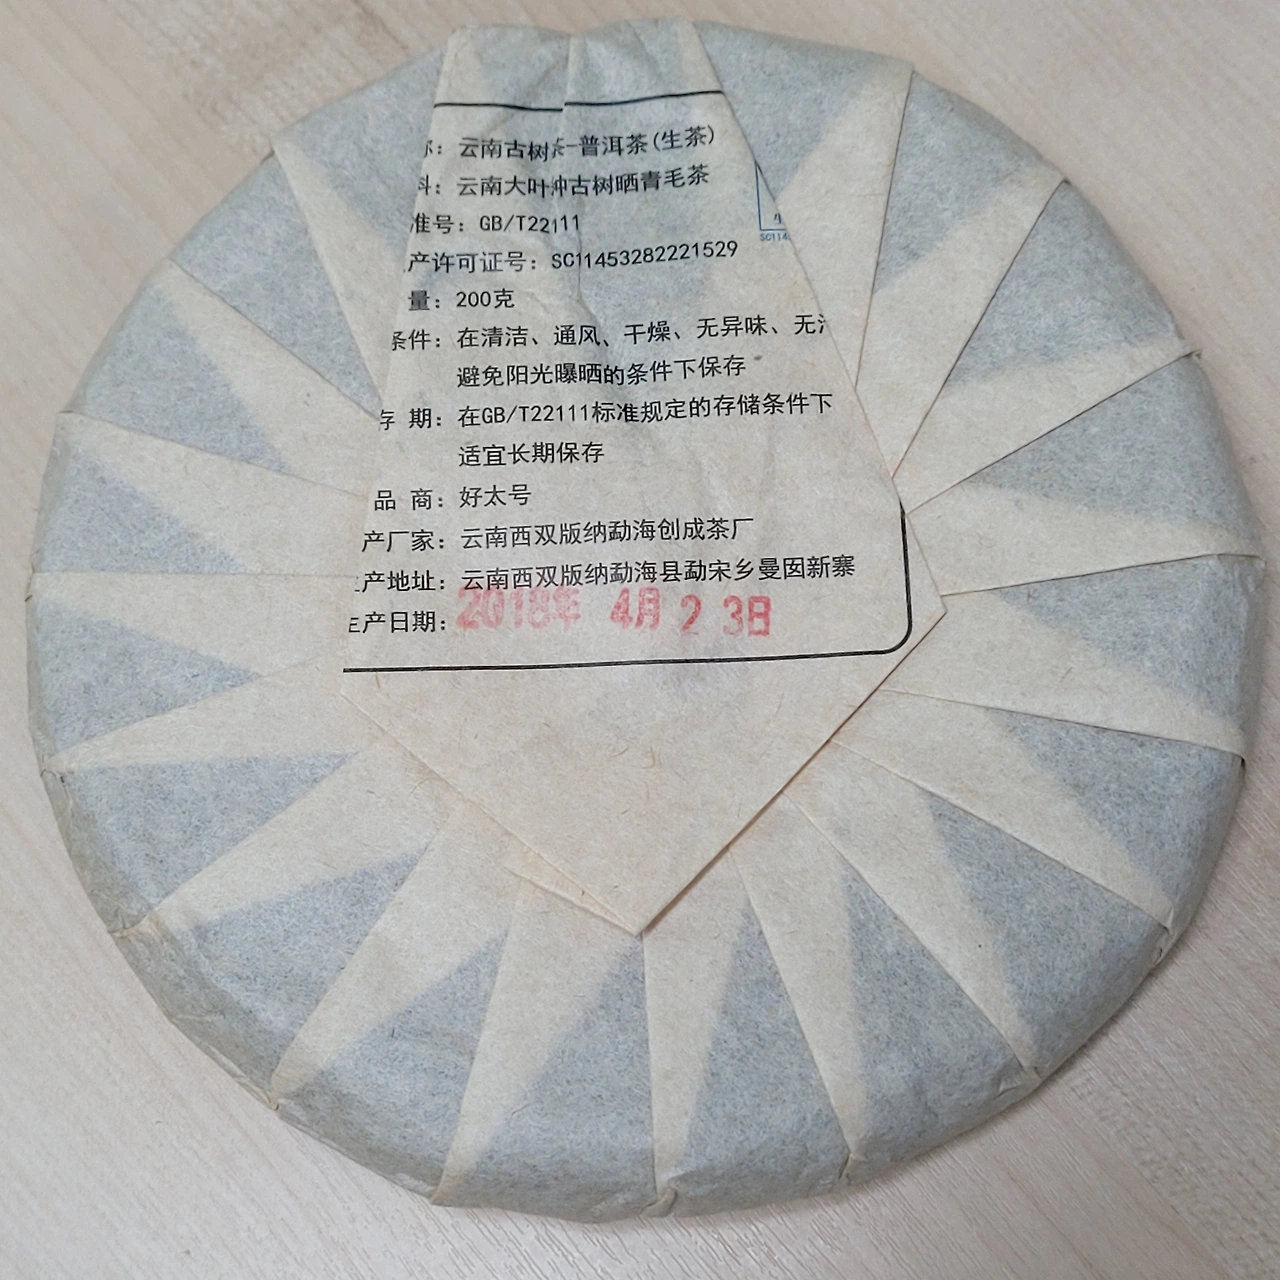 称：云南古树茶-普洱茶(生茶)
料：云南大叶种古树晒青毛茶
准号：GB/T22111
产许可证号：SC11453282221529
量：200克
条件：在清洁、通风、干燥、无异味、无污
避免阳光曝晒的条件下保存
存 期：在GB/T22111标准规定的存储条件下
适宜长期保存
品 商：好太号
产厂家：云南西双版纳勐海创成茶厂
生产地址：云南西双版纳勐海县勐宋乡曼囡新寨
生产日期：2018年 4月 2 3日
SC1145